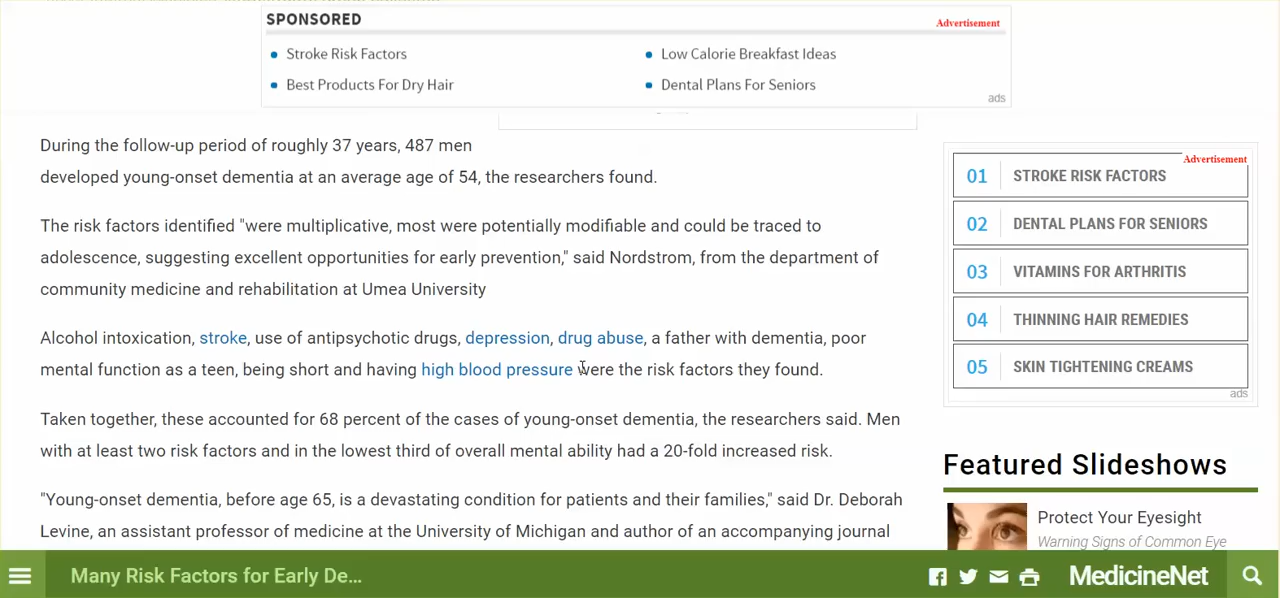 SPONSORED
Advertisement
Stroke Risk Factors
Low Calorie Breakfast Ideas
Best Products For Dry Hair
Dental Plans For Seniors
ads
During the follow-up period of roughly 37 years, 487 men
developed young-onset dementia at an average age of 54, the researchers found.
The risk factors identified "were multiplicative, most were potentially modifiable and could be traced to
adolescence, suggesting excellent opportunities for early prevention," said Nordstrom, from the department of
community medicine and rehabilitation at Umea University
Alcohol intoxication, stroke, use of antipsychotic drugs, depression, drug abuse, a father with dementia, poor
mental function as a teen, being short and having high blood pressure were the risk factors they found.
Taken together, these accounted for 68 percent of the cases of young-onset dementia, the researchers said. Men
with at least two risk factors and in the lowest third of overall mental ability had a 20-fold increased risk.
"Young-onset dementia, before age 65, is a devastating condition for patients and their families," said Dr. Deborah
Levine, an assistant professor of medicine at the University of Michigan and author of an accompanying journal
Advertisement
01 STROKE RISK FACTORS
02 DENTAL PLANS FOR SENIORS
03 VITAMINS FOR ARTHRITIS
04 THINNING HAIR REMEDIES
05 SKIN TIGHTENING CREAMS
ads
Featured Slideshows
Protect Your Eyesight
Warning Signs of Common Eye
Many Risk Factors for Early De...
MedicineNet